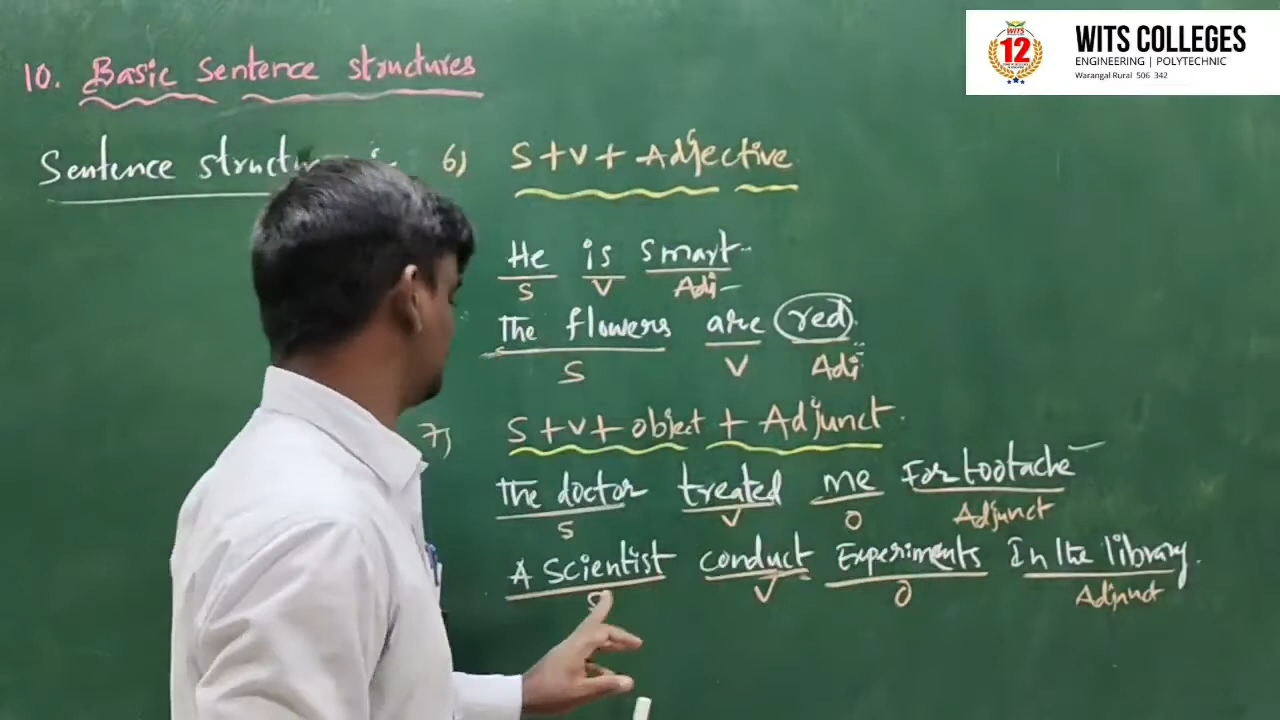 WITS
12
WITS COLLEGES
ENGINEERING | POLYTECHNIC
Warangal Rural 506 342
10. Basic Sentence structures
Sentence
6) S+V+ Adjective
He is smart
S V Adj
The flowers are red.
S V Adj
7) S+V+ object + Adjunct.
The doctor treated me For tootache
S V O Adjunct
A Scientist conduct Experiments In the library.
S V O Adjunct